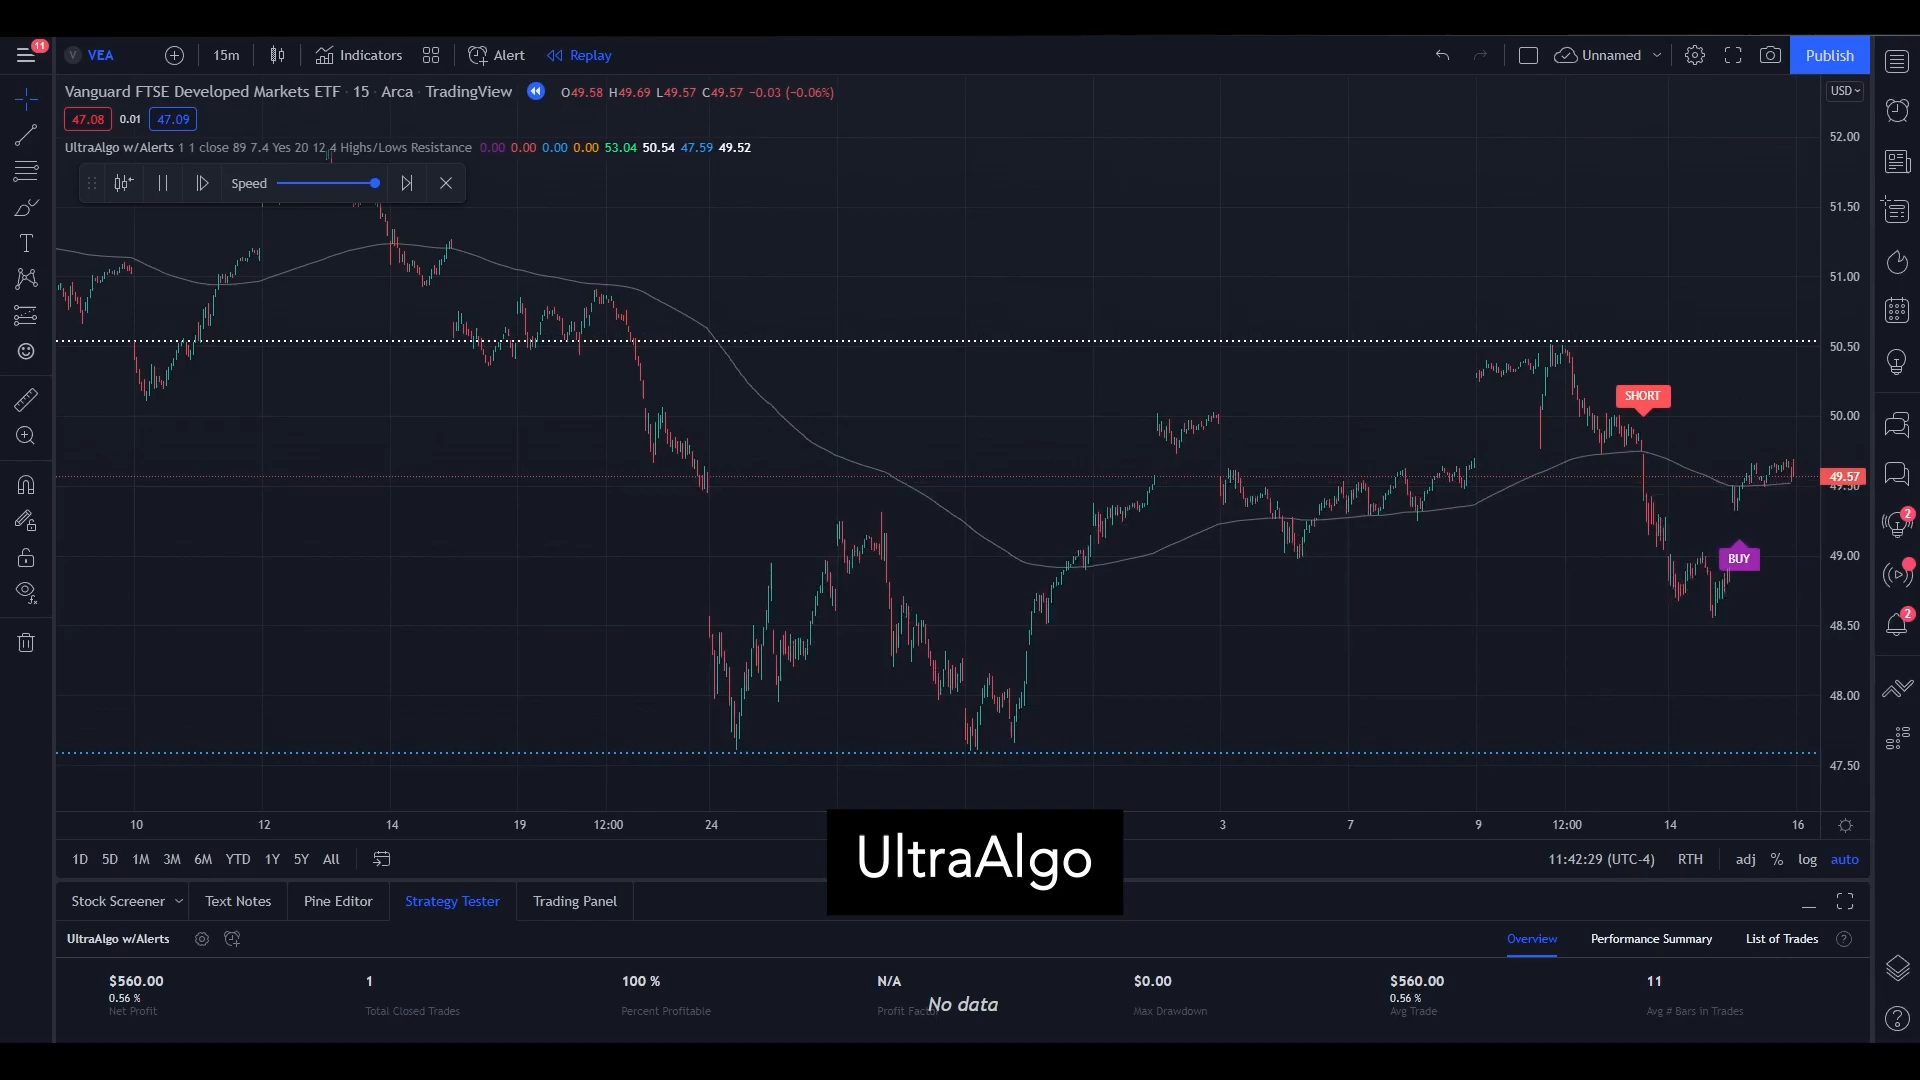 11
V VEA
15m
Indicators
Alert
Replay
Unnamed
Publish
Vanguard FTSE Developed Markets ETF · 15 · Arca · TradingView
O49.58 H49.69 L49.57 C49.57 −0.03 (−0.06%)
USD
47.08 0.01 47.09
UltraAlgo w/Alerts 1 1 close 89 7.4 Yes 20 12.4 Highs/Lows Resistance 0.00 0.00 0.00 0.00 53.04 50.54 47.59 49.52
Speed
52.00
51.50
51.00
50.50
50.00
49.57
49.50
49.00
48.50
48.00
47.50
SHORT
BUY
2
2
10 12 14 19 12:00 24 3 7 9 12:00 14 16
1D 5D 1M 3M 6M YTD 1Y 5Y All
11:42:29 (UTC-4) RTH adj % log auto
UltraAlgo
Stock Screener Text Notes Pine Editor Strategy Tester Trading Panel
UltraAlgo w/Alerts
Overview Performance Summary List of Trades
$560.00 1 100 % N/A $0.00 $560.00 11
0.56 % 0.56 %
Net Profit Total Closed Trades Percent Profitable Profit Factor Max Drawdown Avg Trade Avg # Bars in Trades
No data